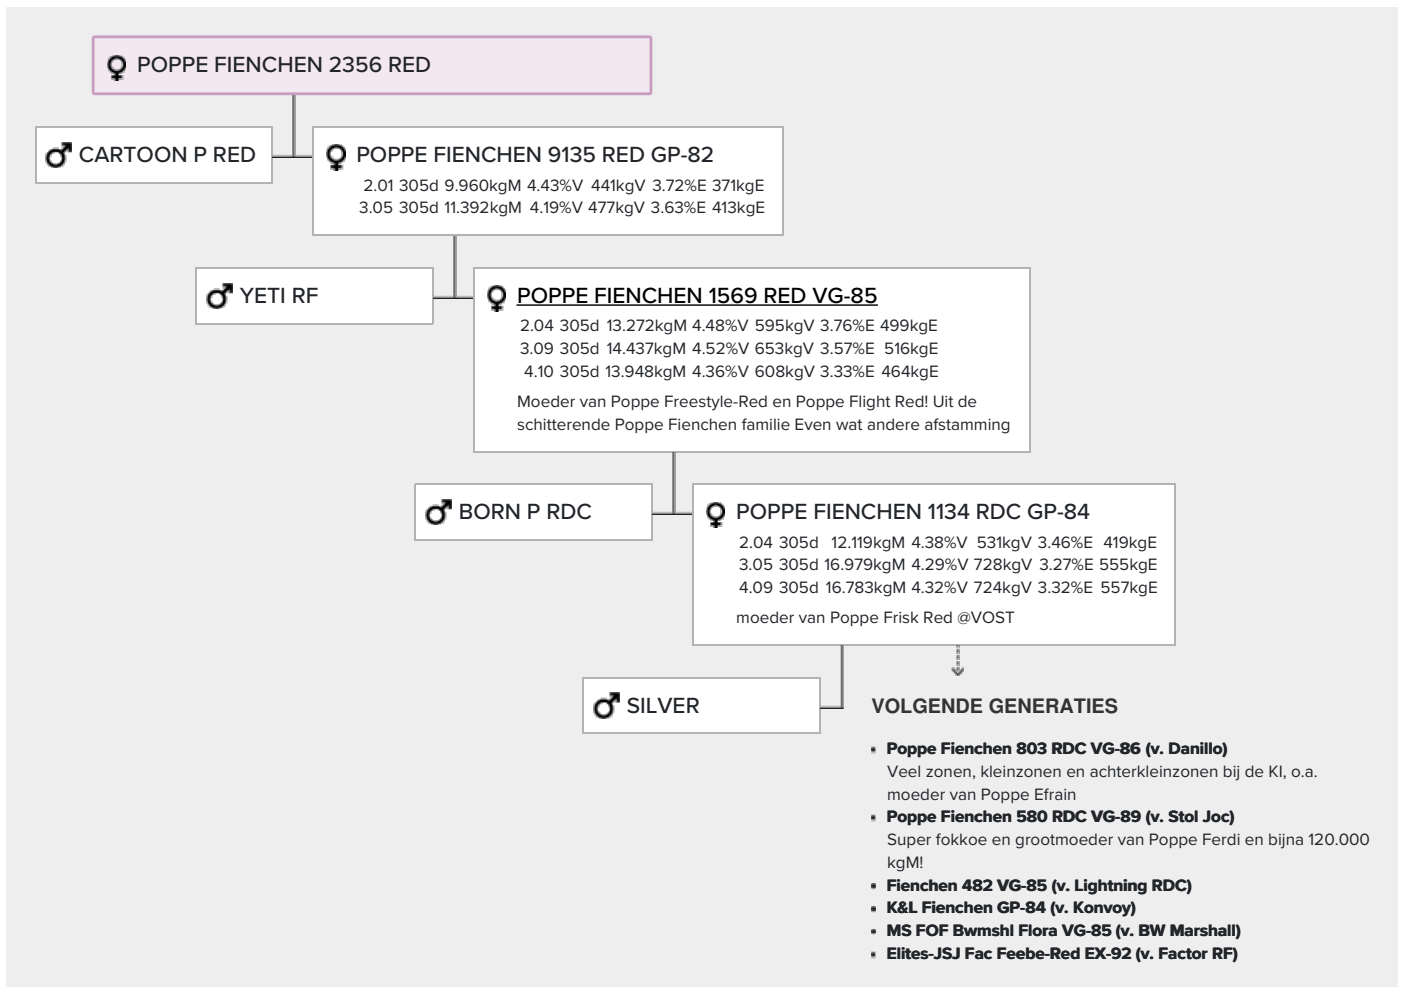 POPPE FIENCHEN 2356 RED
CARTOON P RED
POPPE FIENCHEN 9135 RED GP-82
2.01 305d 9.960kgM 4.43%V 441kgV 3.72%E 371kgE
3.05 305d 11.392kgM 4.19%V 477kgV 3.63%E 413kgE
YETI RF
POPPE FIENCHEN 1569 RED VG-85
2.04 305d 13.272kgM 4.48%V 595kgV 3.76%E 499kgE
3.09 305d 14.437kgM 4.52%V 653kgV 3.57%E 516kgE
4.10 305d 13.948kgM 4.36%V 608kgV 3.33%E 464kgE
Moeder van Poppe Freestyle-Red en Poppe Flight Red! Uit de
schitterende Poppe Fienchen familie Even wat andere afstamming
BORN P RDC
POPPE FIENCHEN 1134 RDC GP-84
2.04 305d 12.119kgM 4.38%V 531kgV 3.46%E 419kgE
3.05 305d 16.979kgM 4.29%V 728kgV 3.27%E 555kgE
4.09 305d 16.783kgM 4.32%V 724kgV 3.32%E 557kgE
moeder van Poppe Frisk Red @VOST
SILVER
VOLGENDE GENERATIES
Poppe Fienchen 803 RDC VG-86 (v. Danillo)
Veel zonen, kleinzonen en achterkleinzonen bij de KI, o.a.
moeder van Poppe Efrain
Poppe Fienchen 580 RDC VG-89 (v. Stol Joc)
Super fokkoe en grootmoeder van Poppe Ferdi en bijna 120.000
kgM!
Fienchen 482 VG-85 (v. Lightning RDC)
K&L Fienchen GP-84 (v. Konvoy)
MS FOF Bwmshl Flora VG-85 (v. BW Marshall)
Elites-JSJ Fac Feebe-Red EX-92 (v. Factor RF)